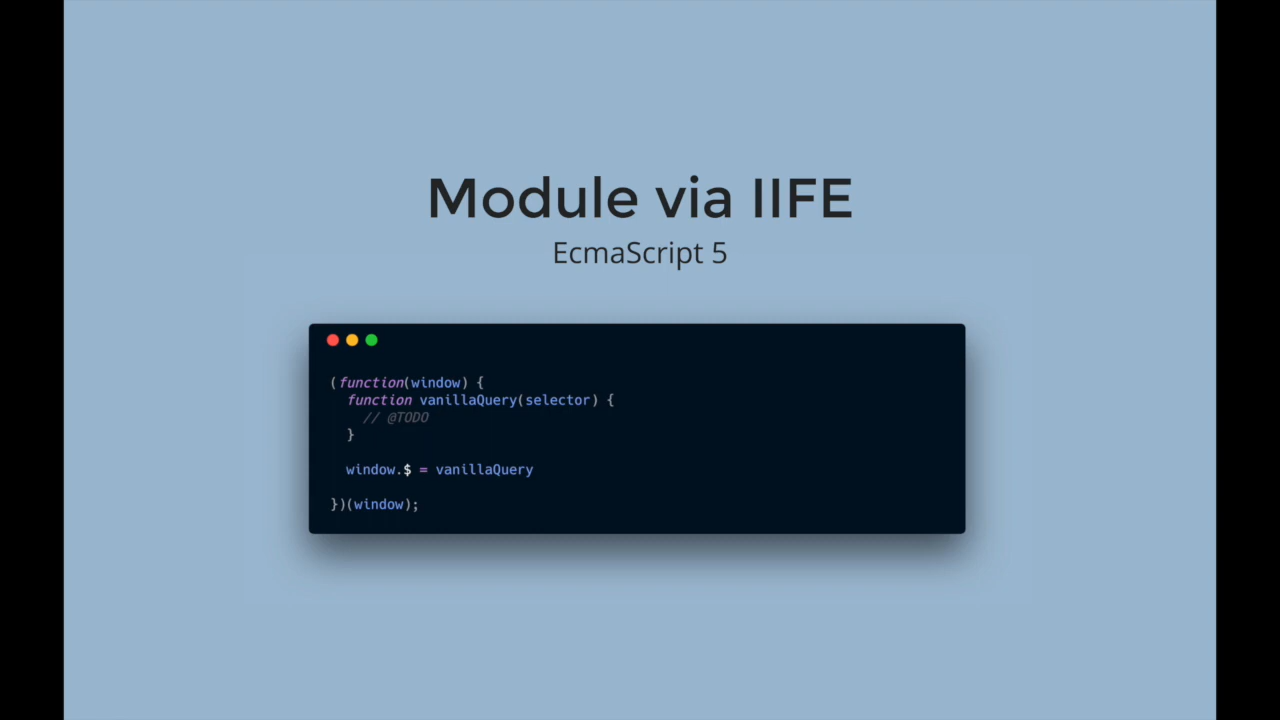 Module via IIFE
EcmaScript 5
(function(window) {
  function vanillaQuery(selector) {
    // @TODO
  }
  window.$ = vanillaQuery
})(window);